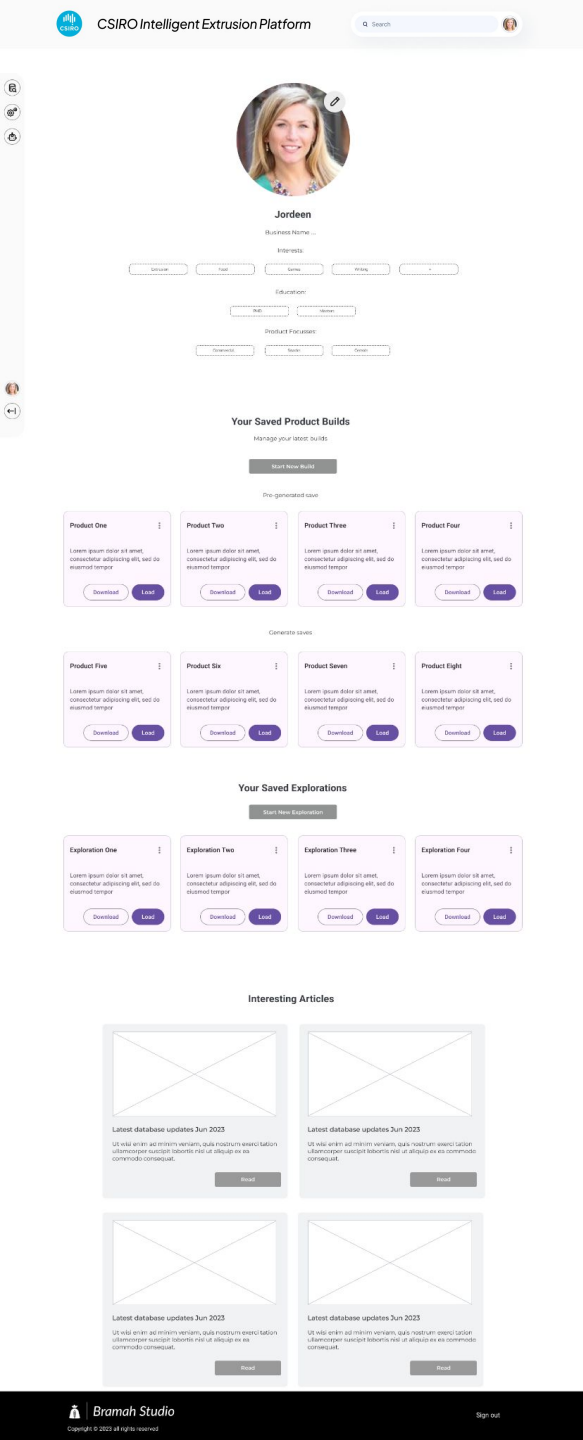 CSIRO
CSIRO Intelligent Extrusion Platform
Search
Jordeen
Business Name ...
Interests:
Extrusion
Food
Games
Writing
+
Education:
PHD
Masters
Product Focusses:
Your Saved Product Builds
Manage your latest builds
Start New Build
Pre-generated save
Product One
Lorem ipsum dolor sit amet,
consectetur adipiscing elit, sed do
eiusmod tempor
Download
Load
Product Two
Lorem ipsum dolor sit amet,
consectetur adipiscing elit, sed do
eiusmod tempor
Download
Load
Product Three
Lorem ipsum dolor sit amet,
consectetur adipiscing elit, sed do
eiusmod tempor
Download
Load
Product Four
Lorem ipsum dolor sit amet,
consectetur adipiscing elit, sed do
eiusmod tempor
Download
Load
Generate saves
Product Five
Lorem ipsum dolor sit amet,
consectetur adipiscing elit, sed do
eiusmod tempor
Download
Load
Product Six
Lorem ipsum dolor sit amet,
consectetur adipiscing elit, sed do
eiusmod tempor
Download
Load
Product Seven
Lorem ipsum dolor sit amet,
consectetur adipiscing elit, sed do
eiusmod tempor
Download
Load
Product Eight
Lorem ipsum dolor sit amet,
consectetur adipiscing elit, sed do
eiusmod tempor
Download
Load
Your Saved Explorations
Start New Exploration
Exploration One
Lorem ipsum dolor sit amet,
consectetur adipiscing elit, sed do
eiusmod tempor
Download
Load
Exploration Two
Lorem ipsum dolor sit amet,
consectetur adipiscing elit, sed do
eiusmod tempor
Download
Load
Exploration Three
Lorem ipsum dolor sit amet,
consectetur adipiscing elit, sed do
eiusmod tempor
Download
Load
Exploration Four
Lorem ipsum dolor sit amet,
consectetur adipiscing elit, sed do
eiusmod tempor
Download
Load
Interesting Articles
Latest database updates Jun 2023
Ut wisi enim ad minim veniam, quis nostrum exerci tation
ullamcorper suscipit lobortis nisl ut aliquip ex ea
commodo consequat.
Read
Latest database updates Jun 2023
Ut wisi enim ad minim veniam, quis nostrum exerci tation
ullamcorper suscipit lobortis nisl ut aliquip ex ea commodo
consequat.
Read
Latest database updates Jun 2023
Ut wisi enim ad minim veniam, quis nostrum exerci tation
ullamcorper suscipit lobortis nisl ut aliquip ex ea
commodo consequat.
Read
Latest database updates Jun 2023
Ut wisi enim ad minim veniam, quis nostrum exerci tation
ullamcorper suscipit lobortis nisl ut aliquip ex ea commodo
consequat.
Read
Bramah Studio
Copyright © 2023 all rights reserved
Sign out